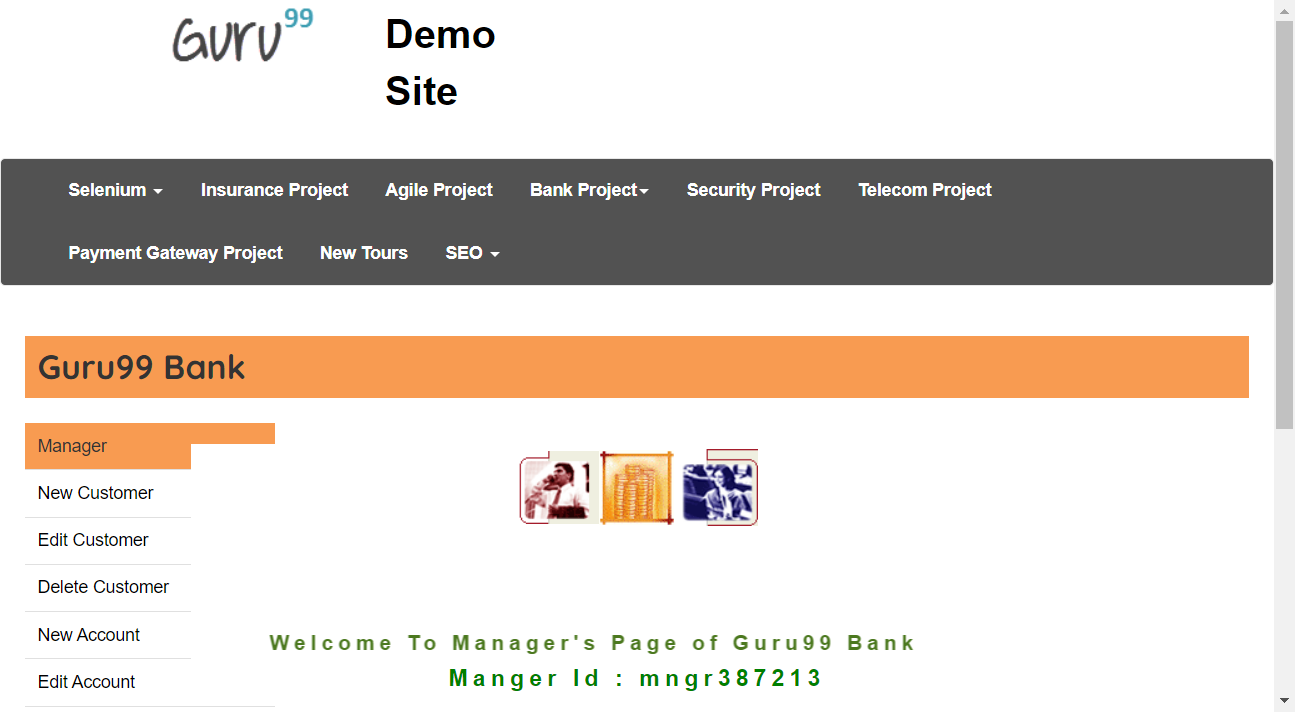 Guru99
Demo
Site
Selenium Insurance Project Agile Project Bank Project Security Project Telecom Project
Payment Gateway Project New Tours SEO
Guru99 Bank
Manager
New Customer
Edit Customer
Delete Customer
New Account
Edit Account
Welcome To Manager's Page of Guru99 Bank
Manger Id : mngr387213